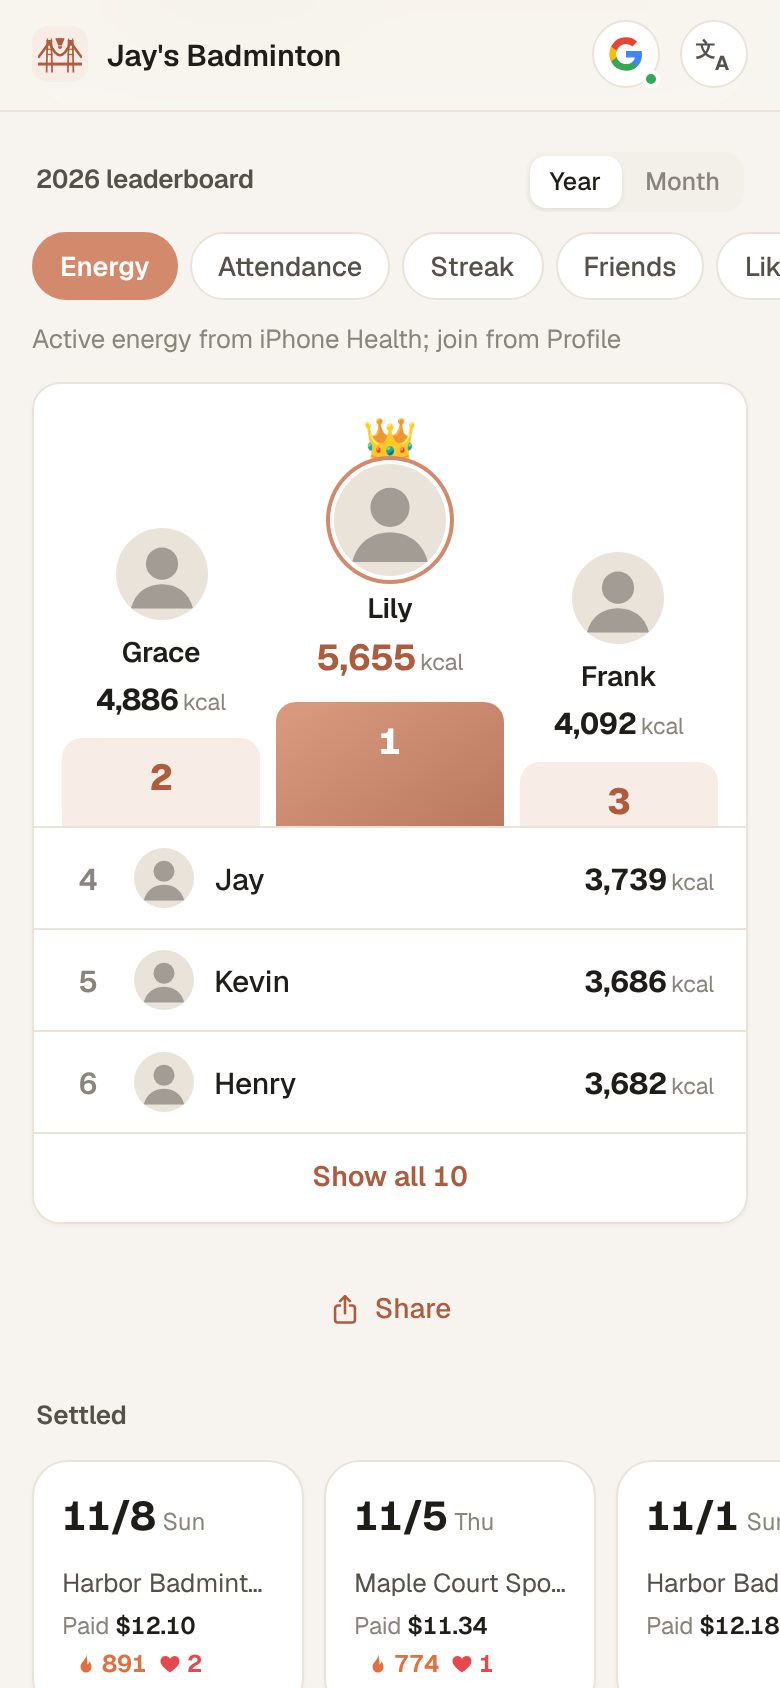 Jay's Badminton
文A
2026 leaderboard
Year
Month
Energy
Attendance
Streak
Friends
Lik
Active energy from iPhone Health; join from Profile
Lily
5,655 kcal
Grace
4,886 kcal
Frank
4,092 kcal
1
2
3
4 Jay 3,739 kcal
5 Kevin 3,686 kcal
6 Henry 3,682 kcal
Show all 10
Share
Settled
11/8 Sun
Harbor Badmint...
Paid $12.10
891 2
11/5 Thu
Maple Court Spo...
Paid $11.34
774 1
11/1 Sun
Harbor Bad
Paid $12.18